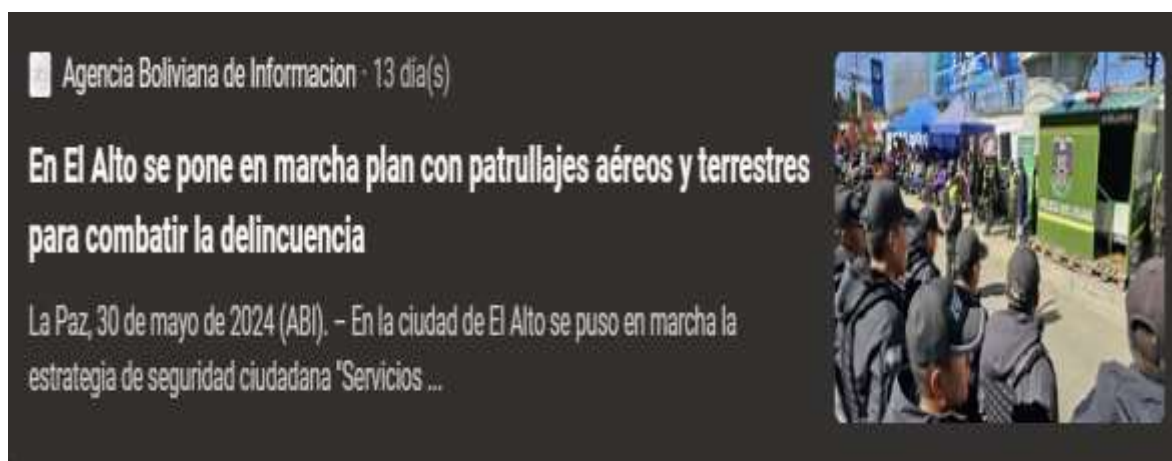 Agencia Boliviana de Informacion · 13 día(s)
En El Alto se pone en marcha plan con patrullajes aéreos y terrestres
para combatir la delincuencia
La Paz, 30 de mayo de 2024 (ABI). – En la ciudad de El Alto se puso en marcha la
estrategia de seguridad ciudadana "Servicios ...